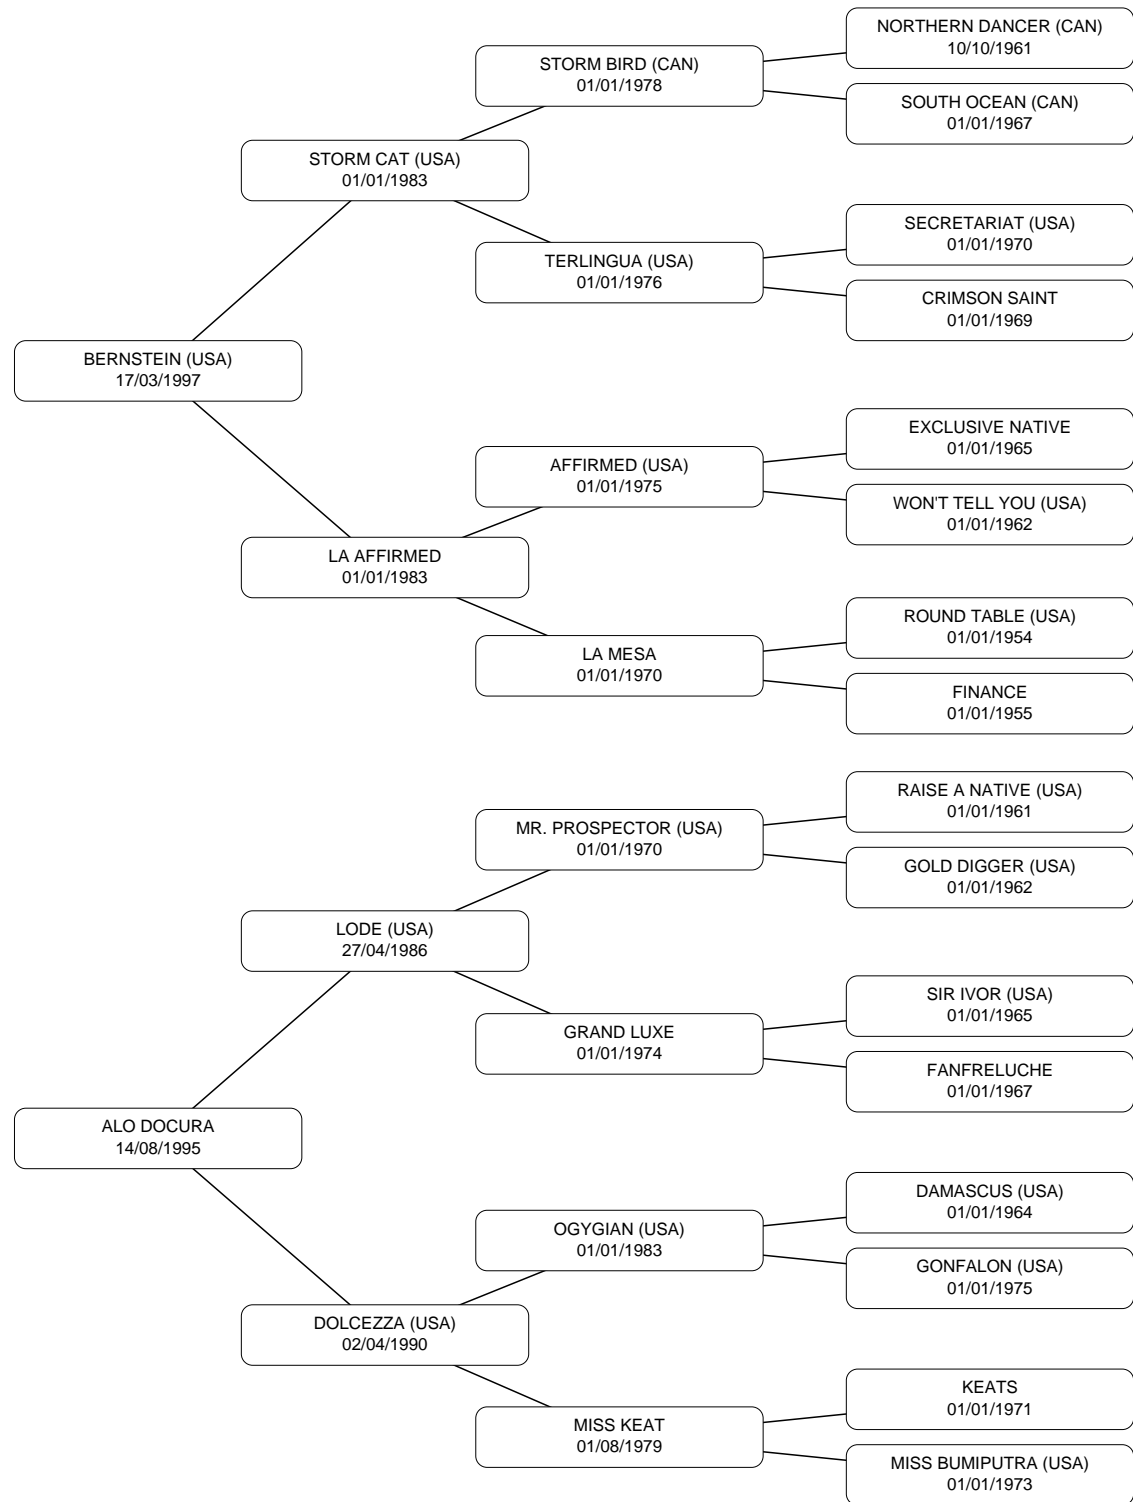 NORTHERN DANCER (CAN)
10/10/1961
STORM BIRD (CAN)
01/01/1978
SOUTH OCEAN (CAN)
01/01/1967
STORM CAT (USA)
01/01/1983
SECRETARIAT (USA)
01/01/1970
TERLINGUA (USA)
01/01/1976
CRIMSON SAINT
01/01/1969
BERNSTEIN (USA)
17/03/1997
EXCLUSIVE NATIVE
01/01/1965
AFFIRMED (USA)
01/01/1975
WON'T TELL YOU (USA)
01/01/1962
LA AFFIRMED
01/01/1983
ROUND TABLE (USA)
01/01/1954
LA MESA
01/01/1970
FINANCE
01/01/1955
RAISE A NATIVE (USA)
01/01/1961
MR. PROSPECTOR (USA)
01/01/1970
GOLD DIGGER (USA)
01/01/1962
LODE (USA)
27/04/1986
SIR IVOR (USA)
01/01/1965
GRAND LUXE
01/01/1974
FANFRELUCHE
01/01/1967
ALO DOCURA
14/08/1995
DAMASCUS (USA)
01/01/1964
OGYGIAN (USA)
01/01/1983
GONFALON (USA)
01/01/1975
DOLCEZZA (USA)
02/04/1990
KEATS
01/01/1971
MISS KEAT
01/08/1979
MISS BUMIPUTRA (USA)
01/01/1973